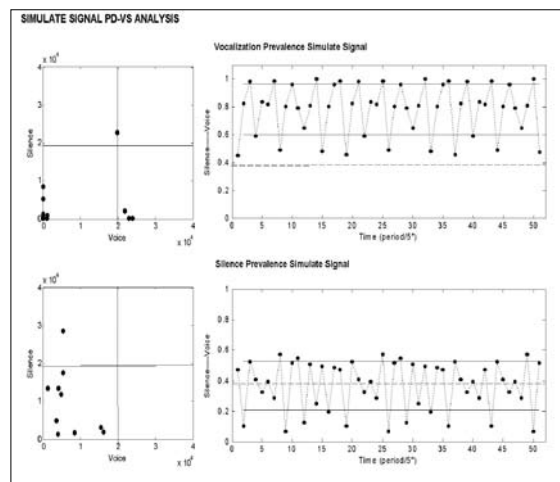 SIMULATE SIGNAL PD-VS ANALYSIS
Vocalization Prevalence Simulate Signal
x 10⁴
4
3
2
1
0
Silence
0 1 2 3 4
Voice
x 10⁴
1
0.8
0.6
0.4
0.2
0
Silence----Voice
0 5 10 15 20 25 30 35 40 45 50
Time (period/5")
Silence Prevalence Simulate Signal
x 10⁴
4
3
2
1
0
Silence
0 1 2 3 4
Voice
x 10⁴
1
0.8
0.6
0.4
0.2
0
Silence----Voice
0 5 10 15 20 25 30 35 40 45 50
Time (period/5")